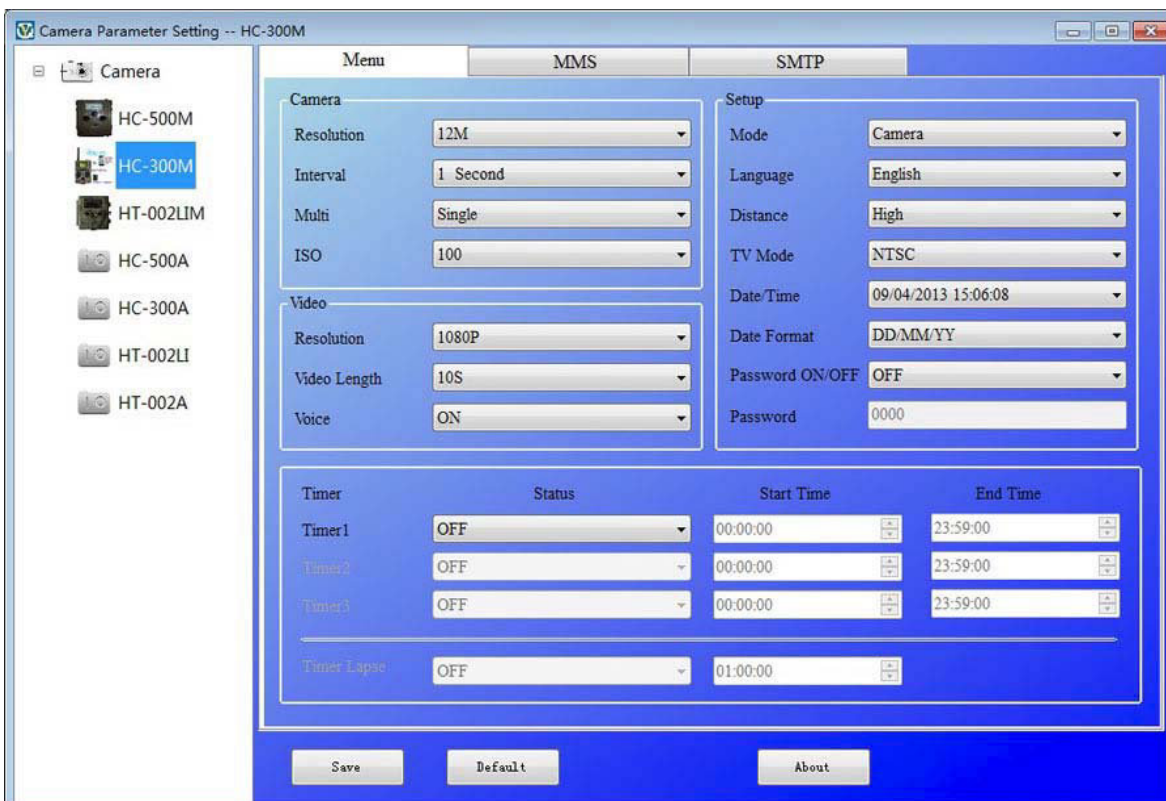 Camera Parameter Setting -- HC-300M
Camera
HC-500M
HC-300M
HT-002LIM
HC-500A
HC-300A
HT-002LI
HT-002A
Menu MMS SMTP
Camera
Resolution 12M
Interval 1 Second
Multi Single
ISO 100
Video
Resolution 1080P
Video Length 10S
Voice ON
Setup
Mode Camera
Language English
Distance High
TV Mode NTSC
Date/Time 09/04/2013 15:06:08
Date Format DD/MM/YY
Password ON/OFF OFF
Password 0000
Timer Status Start Time End Time
Timer1 OFF 00:00:00 23:59:00
Timer2 OFF 00:00:00 23:59:00
Timer3 OFF 00:00:00 23:59:00
Timer Lapse OFF 01:00:00
Save Default About